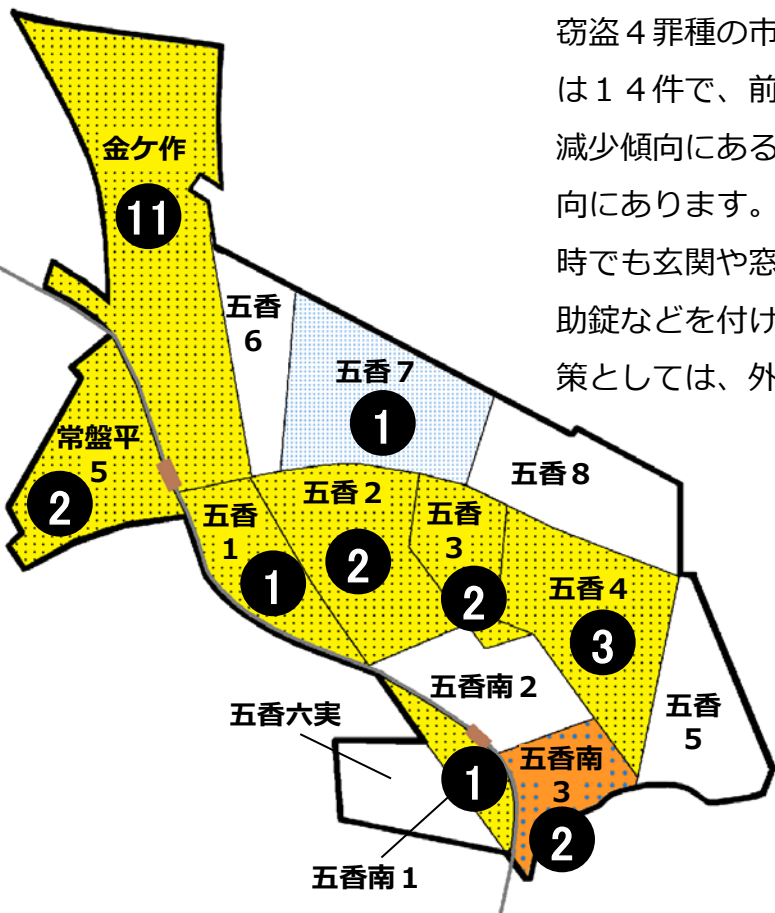 窃盗４罪種の市
は１４件で、前
減少傾向にある
向にあります。
時でも玄関や窓
助錠などを付け
策としては、外
金ケ作
11
五香
6
五香７
1
五香８
常盤平
5
2
五香
1
1
五香２
2
五香
3
2
五香４
3
五香南２
五香
5
五香六実
五香南
3
2
1
五香南１